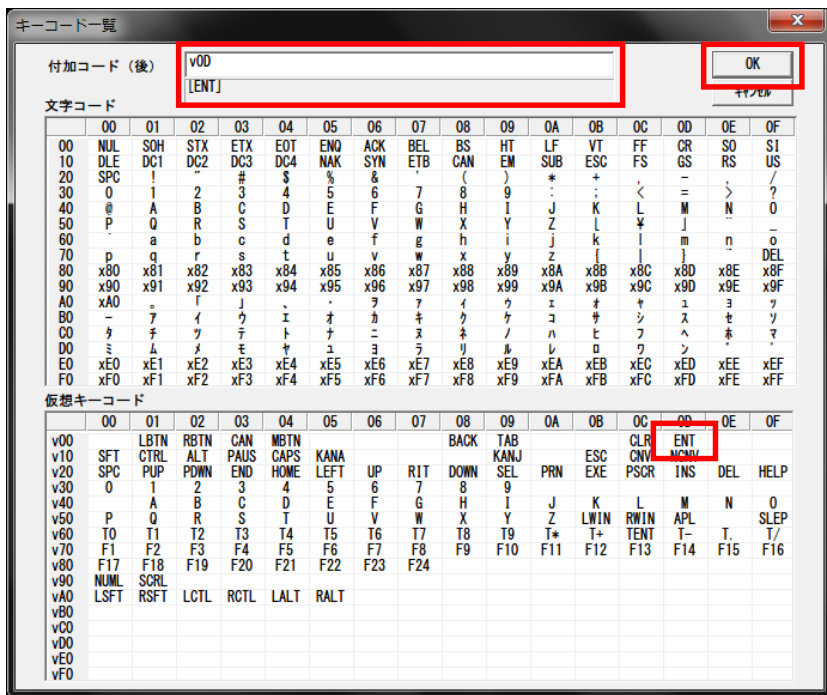 キーコード一覧
付加コード（後） v0D OK
[ENT] キャンセル
文字コード
00 01 02 03 04 05 06 07 08 09 0A 0B 0C 0D 0E 0F
00 NUL SOH STX ETX EOT ENQ ACK BEL BS HT LF VT FF CR SO SI
10 DLE DC1 DC2 DC3 DC4 NAK SYN ETB CAN EM SUB ESC FS GS RS US
20 SPC ! ″ # $ % & ' ( ) * + , - . /
30 0 1 2 3 4 5 6 7 8 9 : ; < = > ?
40 @ A B C D E F G H I J K L M N O
50 P Q R S T U V W X Y Z [ ¥ ] ^ _
60 ` a b c d e f g h i j k l m n o
70 p q r s t u v w x y z { | } ~ DEL
80 x80 x81 x82 x83 x84 x85 x86 x87 x88 x89 x8A x8B x8C x8D x8E x8F
90 x90 x91 x92 x93 x94 x95 x96 x97 x98 x99 x9A x9B x9C x9D x9E x9F
A0 xA0 。 「 」 、 ・ ヲ ァ ィ ゥ ェ ォ ャ ュ ョ ッ
B0 ー ア イ ウ エ オ カ キ ク ケ コ サ シ ス セ ソ
C0 タ チ ツ テ ト ナ ニ ヌ ネ ノ ハ ヒ フ ヘ ホ マ
D0 ミ ム メ モ ヤ ユ ヨ ラ リ ル レ ロ ワ ン ゛ ゜
E0 xE0 xE1 xE2 xE3 xE4 xE5 xE6 xE7 xE8 xE9 xEA xEB xEC xED xEE xEF
F0 xF0 xF1 xF2 xF3 xF4 xF5 xF6 xF7 xF8 xF9 xFA xFB xFC xFD xFE xFF
仮想キーコード
00 01 02 03 04 05 06 07 08 09 0A 0B 0C 0D 0E 0F
v00 LBTN RBTN CAN MBTN BACK TAB CLR ENT
v10 SFT CTRL ALT PAUS CAPS KANA KANJ ESC CNV NCNV
v20 SPC PUP PDWN END HOME LEFT UP RIT DOWN SEL PRN EXE PSCR INS DEL HELP
v30 0 1 2 3 4 5 6 7 8 9
v40 A B C D E F G H I J K L M N O
v50 P Q R S T U V W X Y Z LWIN RWIN APL SLEP
v60 T0 T1 T2 T3 T4 T5 T6 T7 T8 T9 T* T+ TENT T- T. T/
v70 F1 F2 F3 F4 F5 F6 F7 F8 F9 F10 F11 F12 F13 F14 F15 F16
v80 F17 F18 F19 F20 F21 F22 F23 F24
v90 NUML SCRL
vA0 LSFT RSFT LCTL RCTL LALT RALT
vB0
vC0
vD0
vE0
vF0